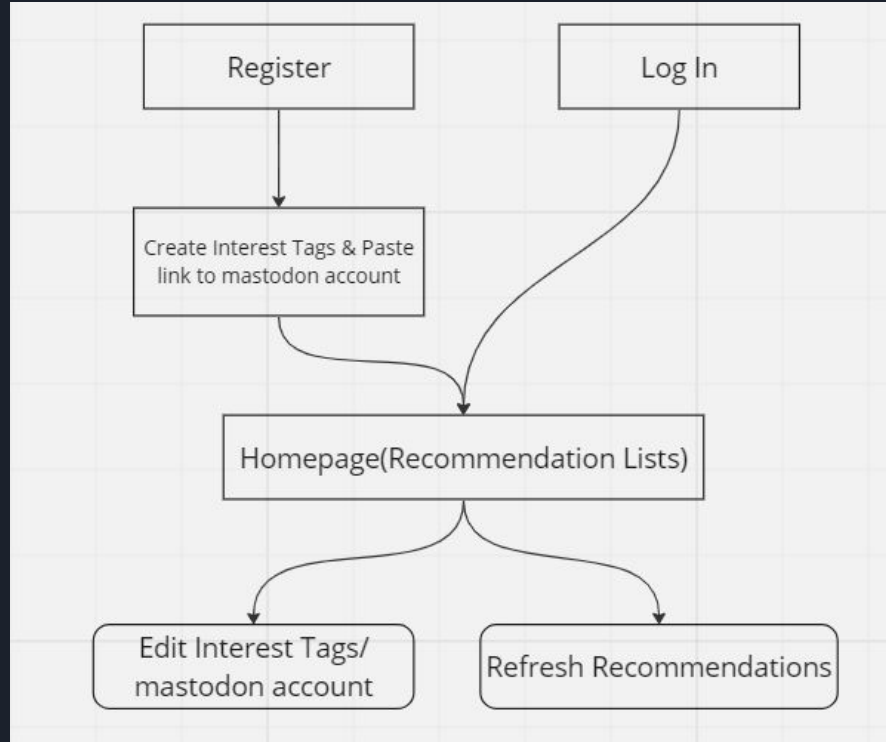 Register
Log In
Create Interest Tags & Paste
link to mastodon account
Homepage(Recommendation Lists)
Edit Interest Tags/
mastodon account
Refresh Recommendations